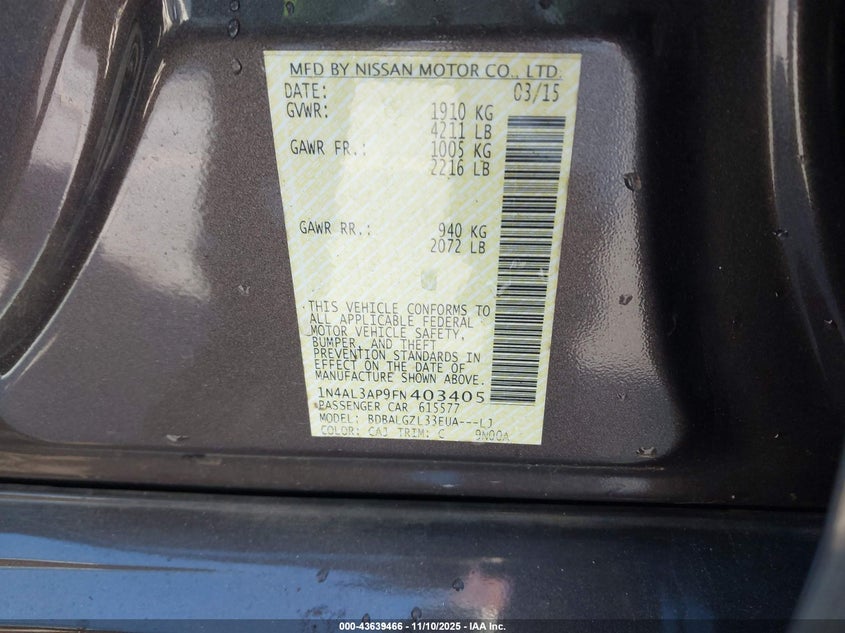 MFD BY NISSAN MOTOR CO., LTD.
DATE: 03/15
GVWR: 1910 KG
4211 LB
GAWR FR.: 1005 KG
2216 LB
GAWR RR.: 940 KG
2072 LB
THIS VEHICLE CONFORMS TO
ALL APPLICABLE FEDERAL
MOTOR VEHICLE SAFETY,
BUMPER, AND THEFT
PREVENTION STANDARDS IN
EFFECT ON THE DATE OF
MANUFACTURE SHOWN ABOVE.
1N4AL3AP9FN403405
PASSENGER CAR 615577
MODEL: BDBALGZL33EUA---LJ
COLOR: CAJ TRIM: C 9N00A
000-43639466 - 11/10/2025 - IAA, Inc.